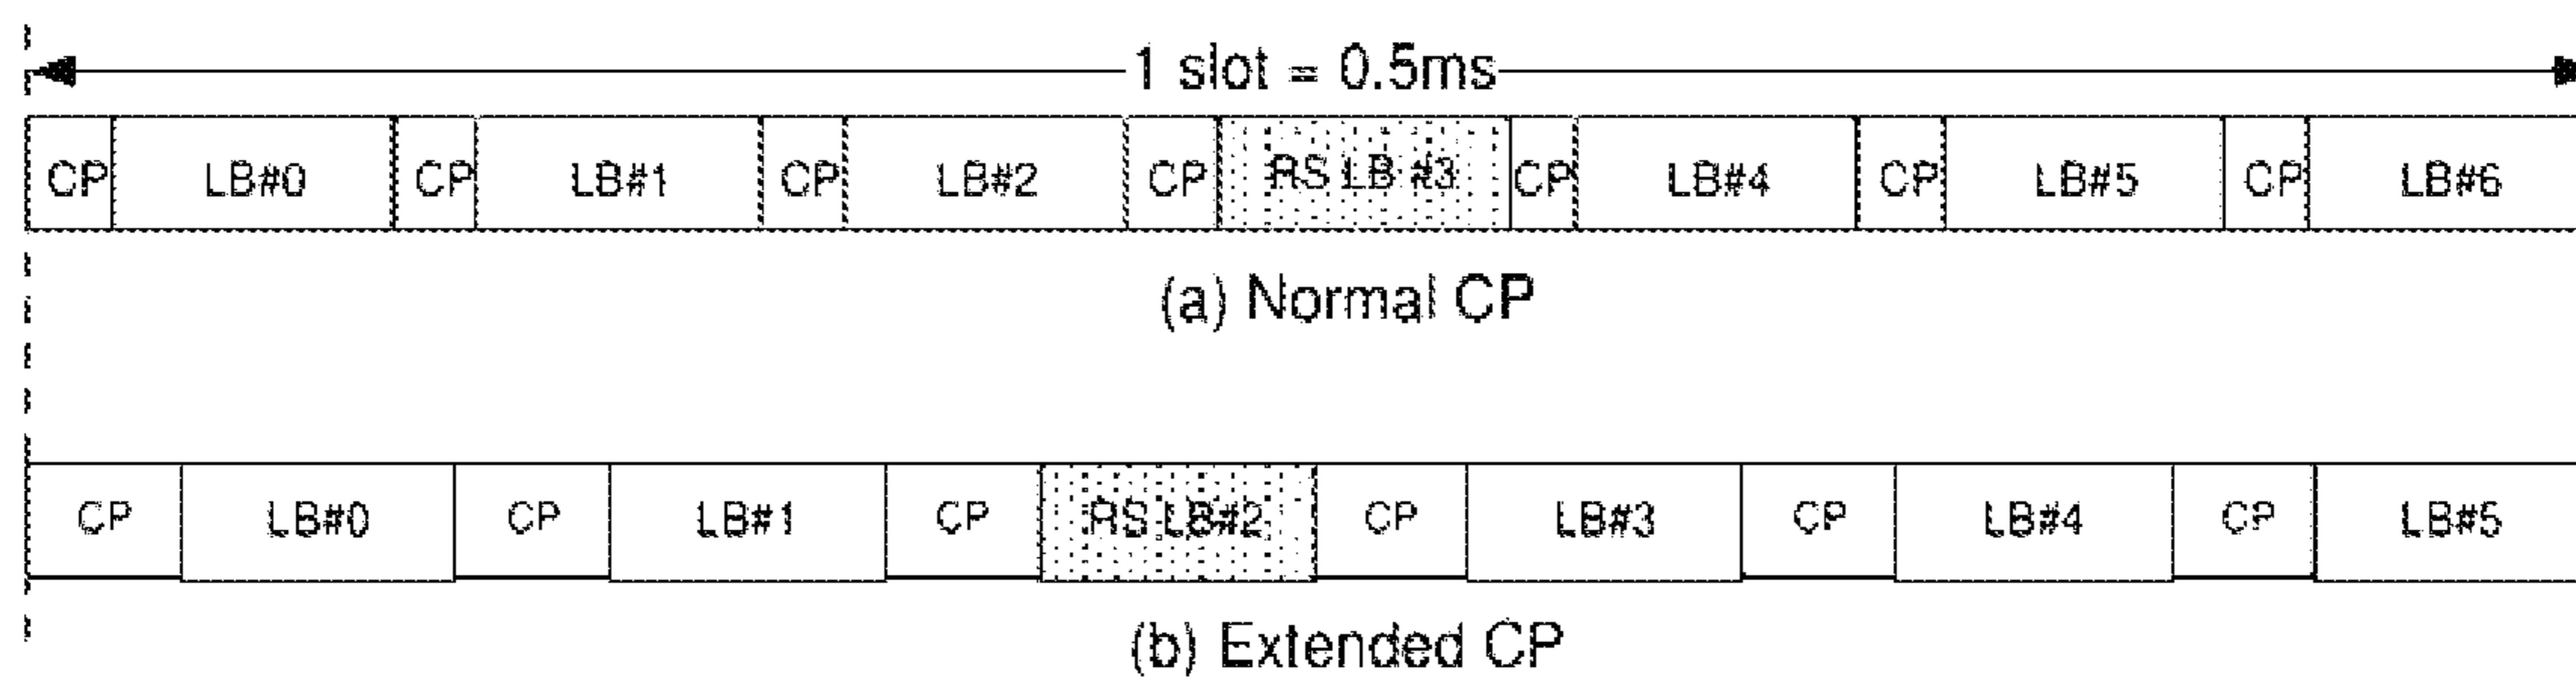 1 slot = 0.5ms
CP LB#0 CP LB#1 CP LB#2 CP RS LB #3 CP LB#4 CP LB#5 CP LB#6
(a) Normal CP
CP LB#0 CP LB#1 CP RS LB#2 CP LB#3 CP LB#4 CP LB#5
(b) Extended CP